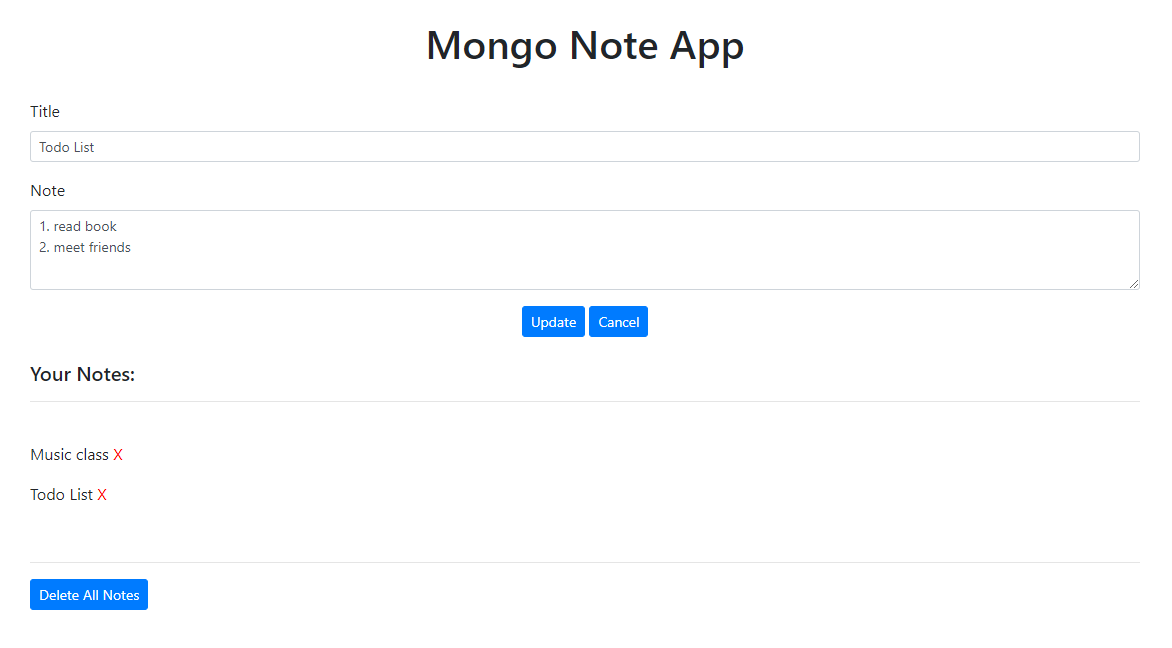 Mongo Note App
Title
Todo List
Note
1. read book
2. meet friends
Update Cancel
Your Notes:
Music class X
Todo List X
Delete All Notes